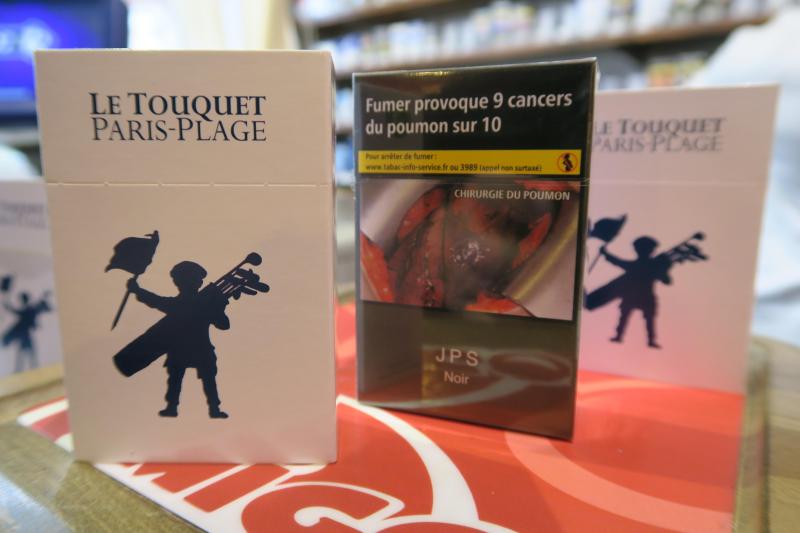 LE TOUQUET
PARIS-PLAGE
Fumer provoque 9 cancers
du poumon sur 10
Pour arrêter de fumer :
www.tabac-info-service.fr ou 3989 (appel non surtaxé)
CHIRURGIE DU POUMON
JPS
Noir
LE TOUQUET
PARIS-PLAGE